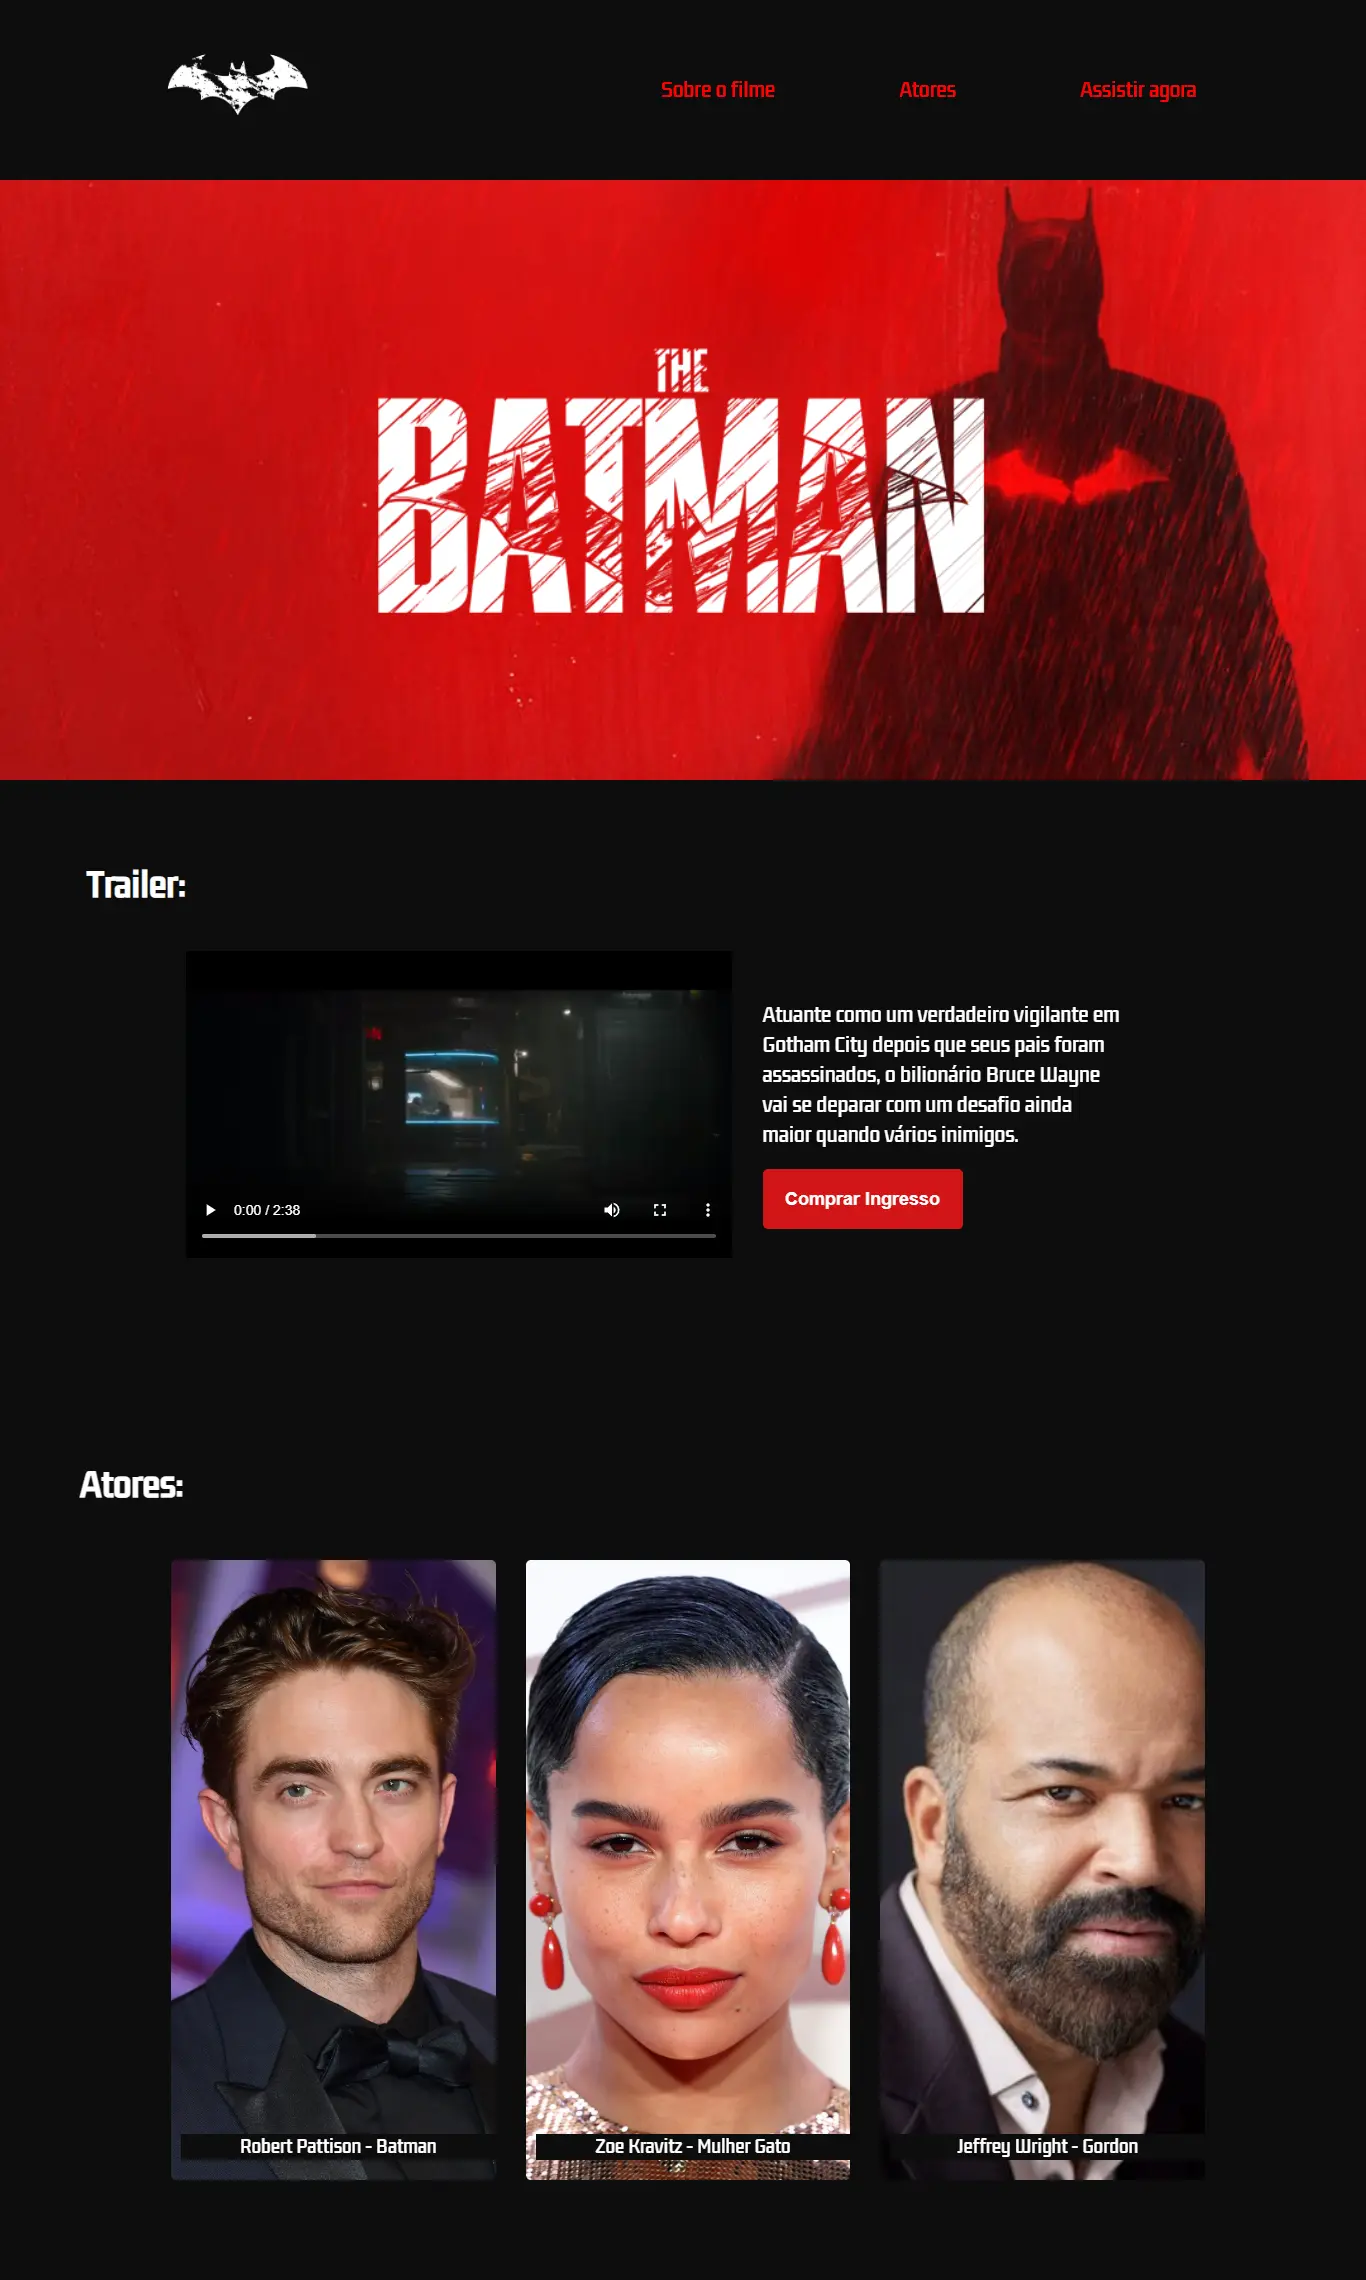 Sobre o filme
Atores
Assistir agora
THE
BATMAN
Trailer:
Atuante como um verdadeiro vigilante em
Gotham City depois que seus pais foram
assassinados, o bilionário Bruce Wayne
vai se deparar com um desafio ainda
maior quando vários inimigos.
0:00 / 2:38
Comprar Ingresso
Atores:
Robert Pattison - Batman
Zoe Kravitz - Mulher Gato
Jeffrey Wright - Gordon